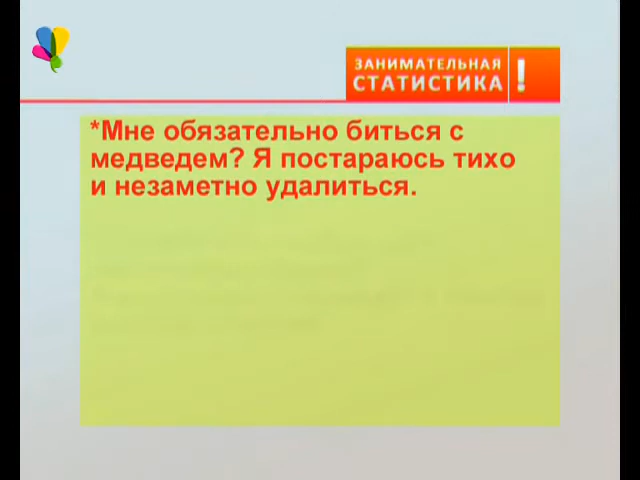 ЗАНИМАТЕЛЬНАЯ
СТАТИСТИКА !
*Мне обязательно биться с
медведем? Я постараюсь тихо
и незаметно удалиться.